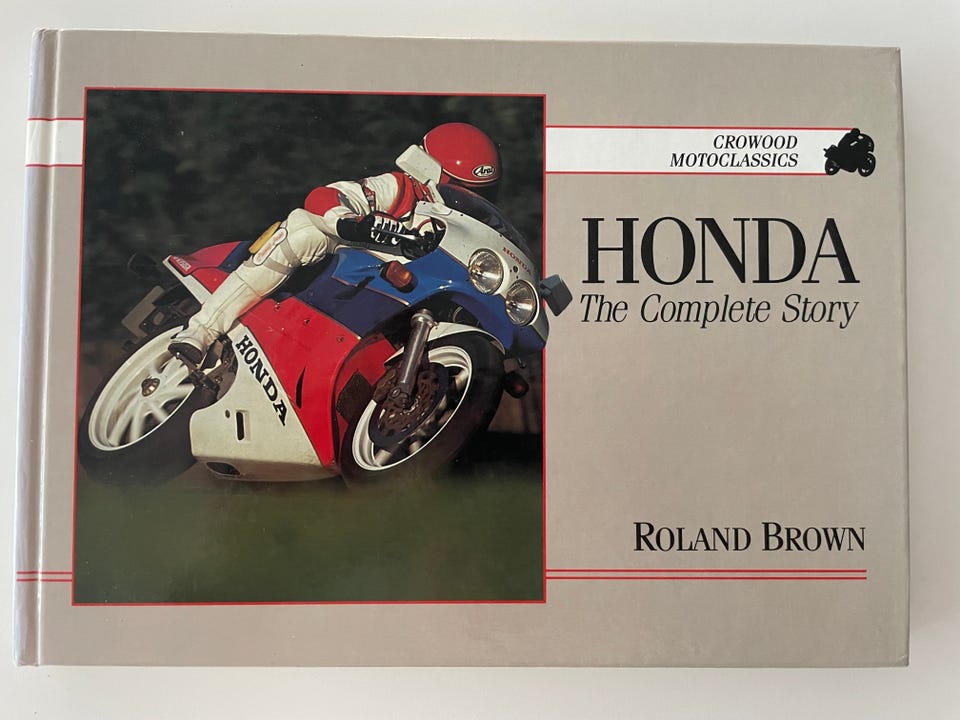 CROWOOD
MOTOCLASSICS
HONDA
The Complete Story
Arai
HONDA
HONDA
ROLAND BROWN